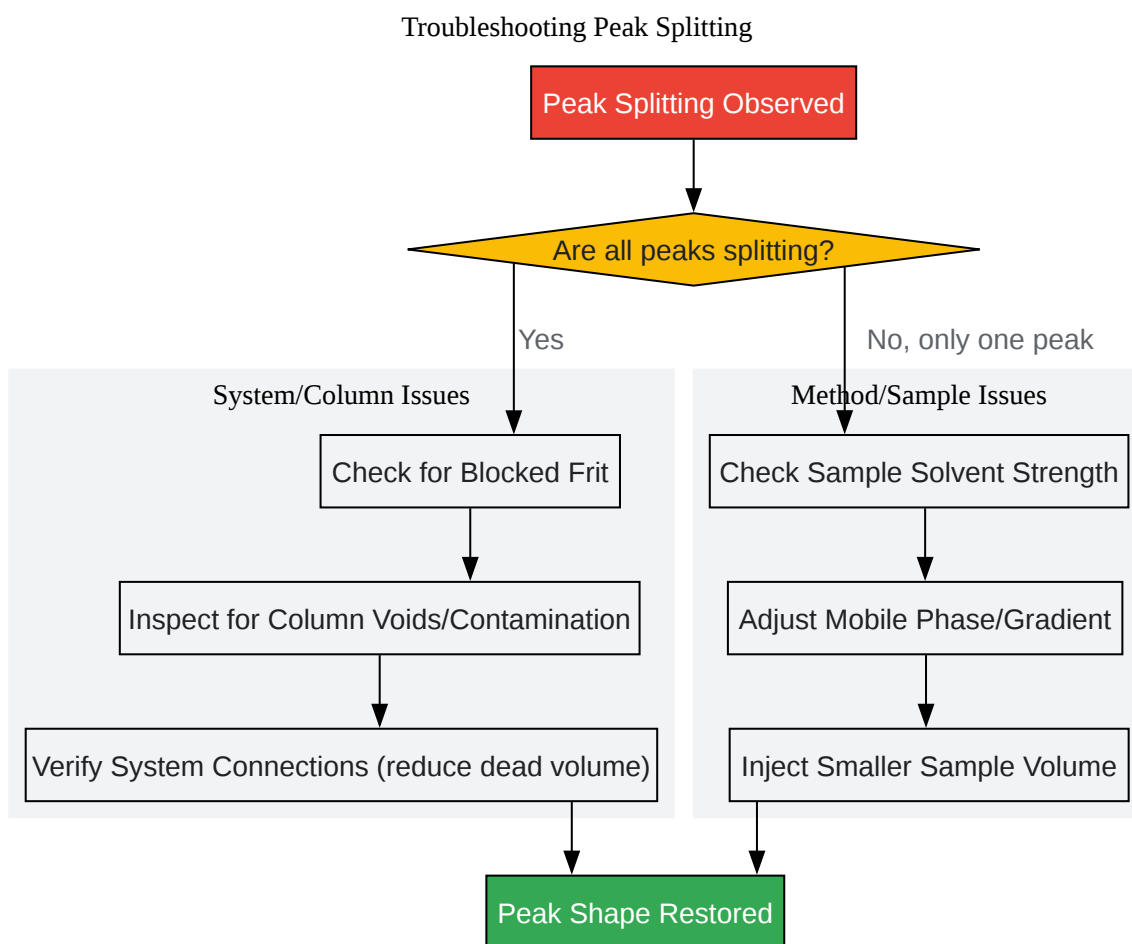 Troubleshooting Peak Splitting
Peak Splitting Observed
Are all peaks splitting?
Yes
No, only one peak
System/Column Issues
Method/Sample Issues
Check for Blocked Frit
Check Sample Solvent Strength
Inspect for Column Voids/Contamination
Adjust Mobile Phase/Gradient
Verify System Connections (reduce dead volume)
Inject Smaller Sample Volume
Peak Shape Restored